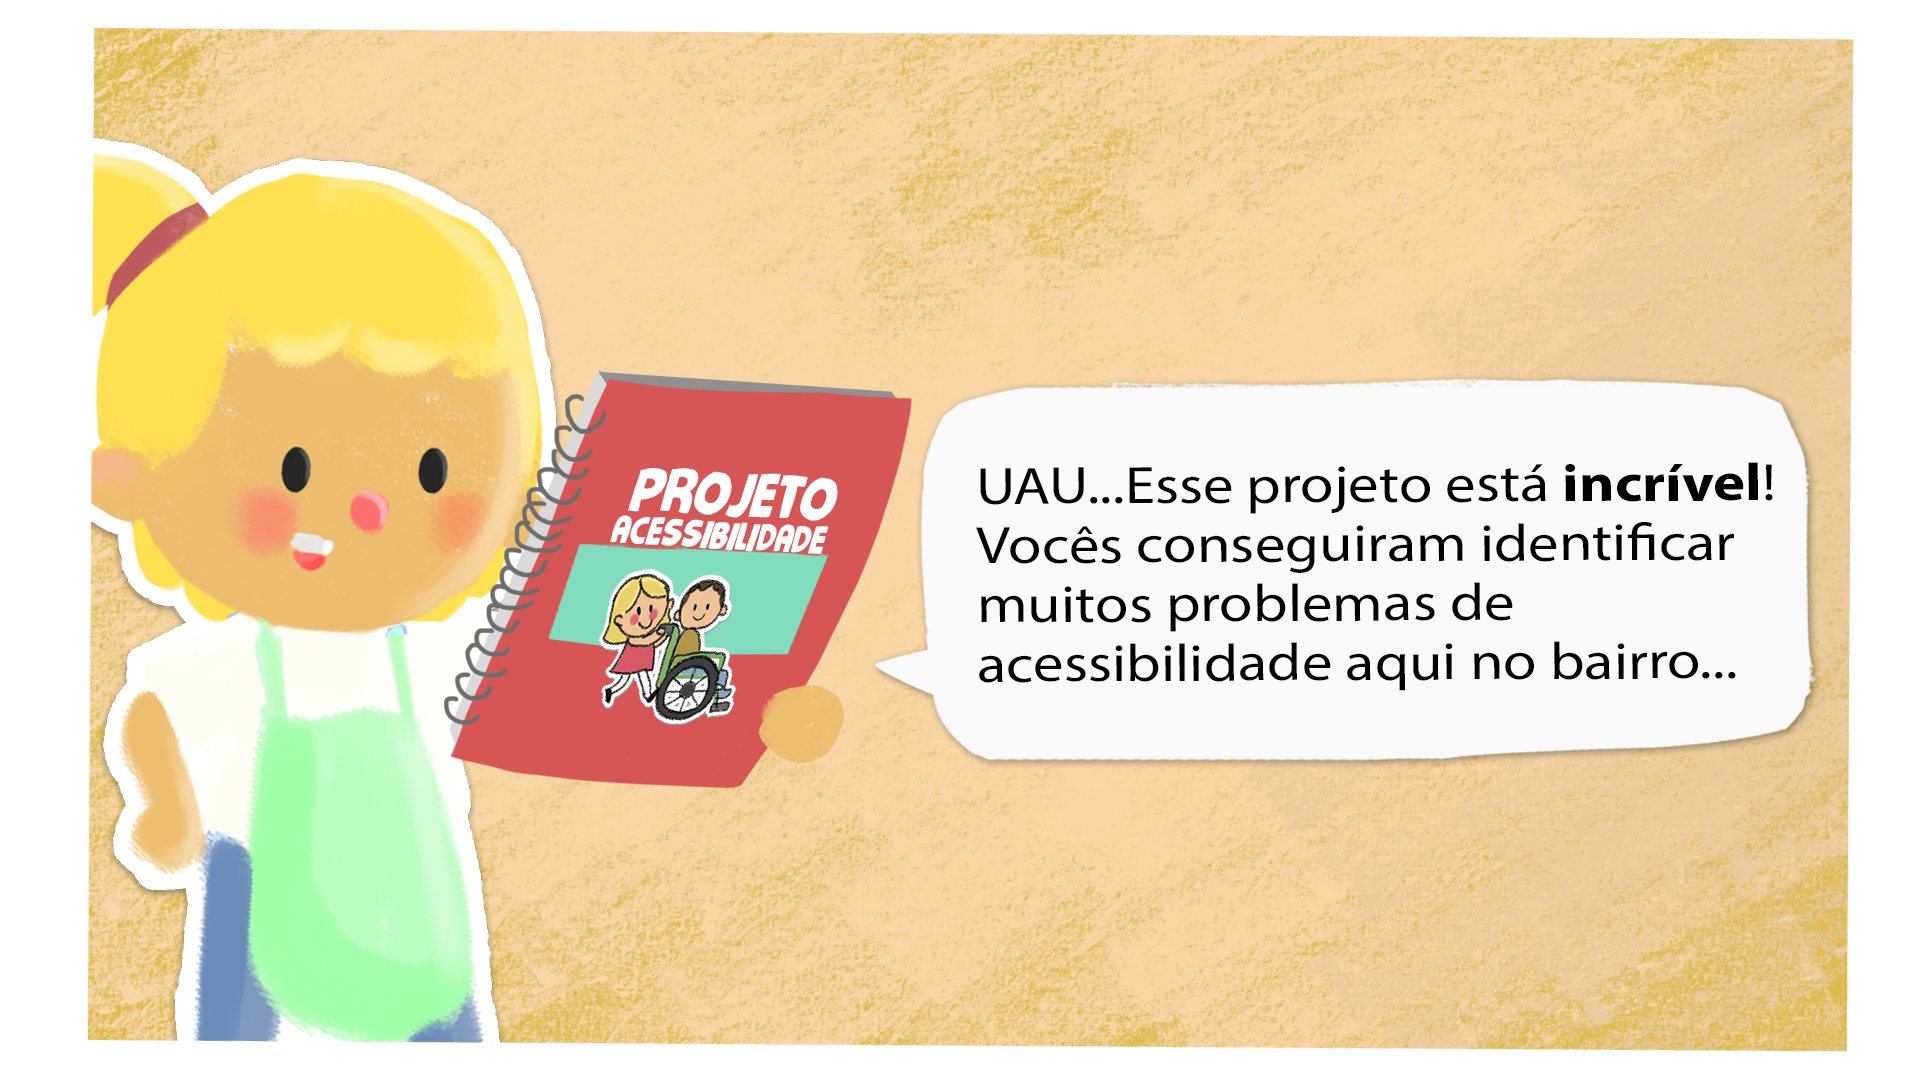 PROJETO
ACESSIBILIDADE
UAU...Esse projeto está incrível!
Vocês conseguiram identificar
muitos problemas de
acessibilidade aqui no bairro...